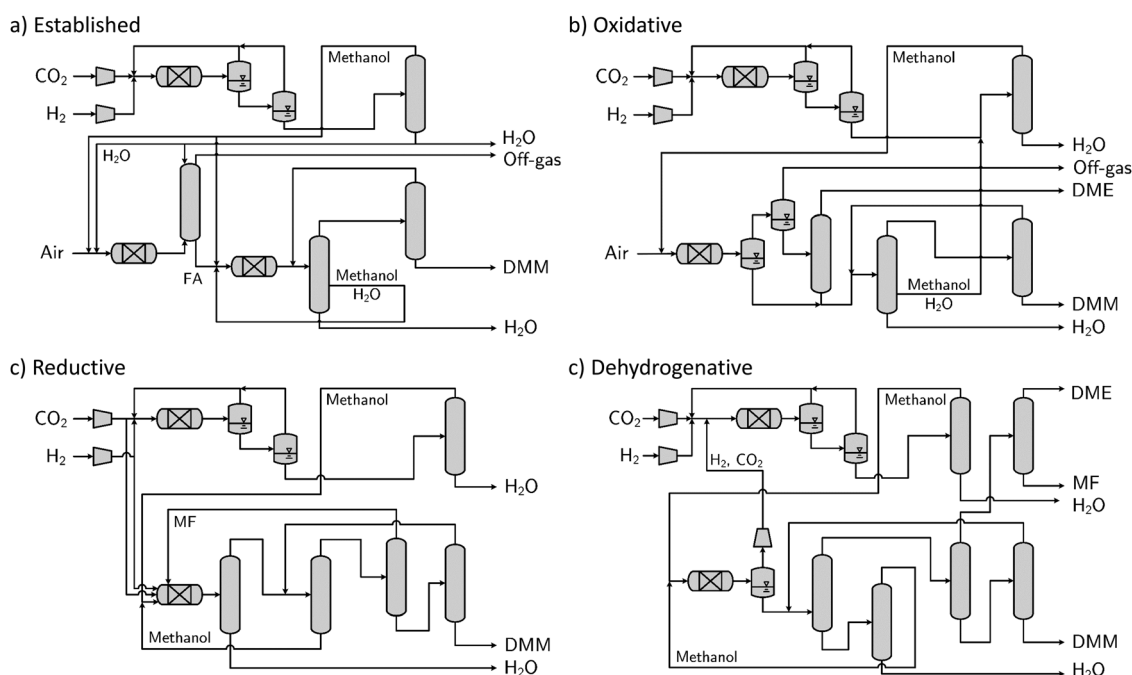 a) Established
Methanol
CO₂
H₂
H₂O
H₂O
Off-gas
Air
FA
Methanol
H₂O
DMM
H₂O
b) Oxidative
Methanol
CO₂
H₂
H₂O
Off-gas
DME
Air
Methanol
H₂O
DMM
H₂O
c) Reductive
Methanol
CO₂
H₂
H₂O
MF
Methanol
DMM
H₂O
c) Dehydrogenative
DME
Methanol
CO₂
H₂
H₂, CO₂
MF
H₂O
Methanol
DMM
H₂O